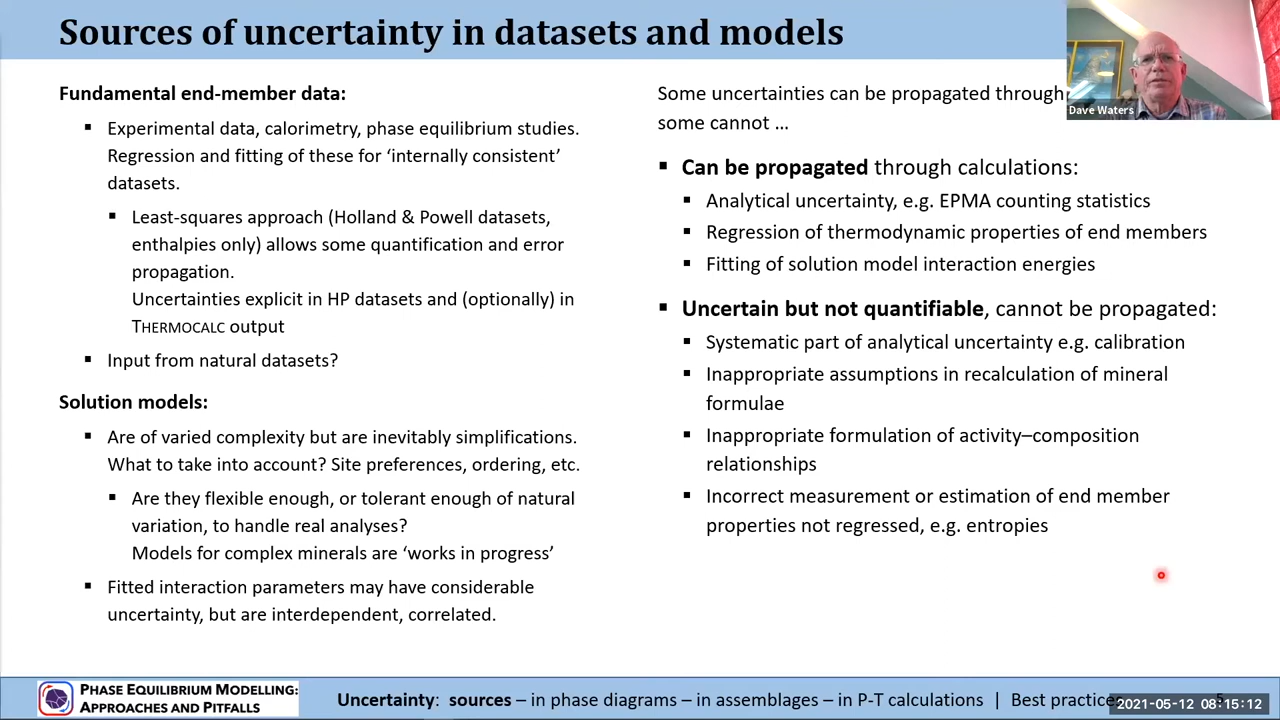 Sources of uncertainty in datasets and models
Fundamental end-member data:
▪ Experimental data, calorimetry, phase equilibrium studies.
Regression and fitting of these for ‘internally consistent’
datasets.
▪ Least-squares approach (Holland & Powell datasets,
enthalpies only) allows some quantification and error
propagation.
Uncertainties explicit in HP datasets and (optionally) in
THERMOCALC output
▪ Input from natural datasets?
Solution models:
▪ Are of varied complexity but are inevitably simplifications.
What to take into account? Site preferences, ordering, etc.
▪ Are they flexible enough, or tolerant enough of natural
variation, to handle real analyses?
Models for complex minerals are ‘works in progress’
▪ Fitted interaction parameters may have considerable
uncertainty, but are interdependent, correlated.
Some uncertainties can be propagated through
some cannot …
▪ Can be propagated through calculations:
▪ Analytical uncertainty, e.g. EPMA counting statistics
▪ Regression of thermodynamic properties of end members
▪ Fitting of solution model interaction energies
▪ Uncertain but not quantifiable, cannot be propagated:
▪ Systematic part of analytical uncertainty e.g. calibration
▪ Inappropriate assumptions in recalculation of mineral
formulae
▪ Inappropriate formulation of activity–composition
relationships
▪ Incorrect measurement or estimation of end member
properties not regressed, e.g. entropies
Dave Waters
PHASE EQUILIBRIUM MODELLING:
APPROACHES AND PITFALLS
Uncertainty: sources – in phase diagrams – in assemblages – in P-T calculations | Best practices
2021-05-12 08:15:12